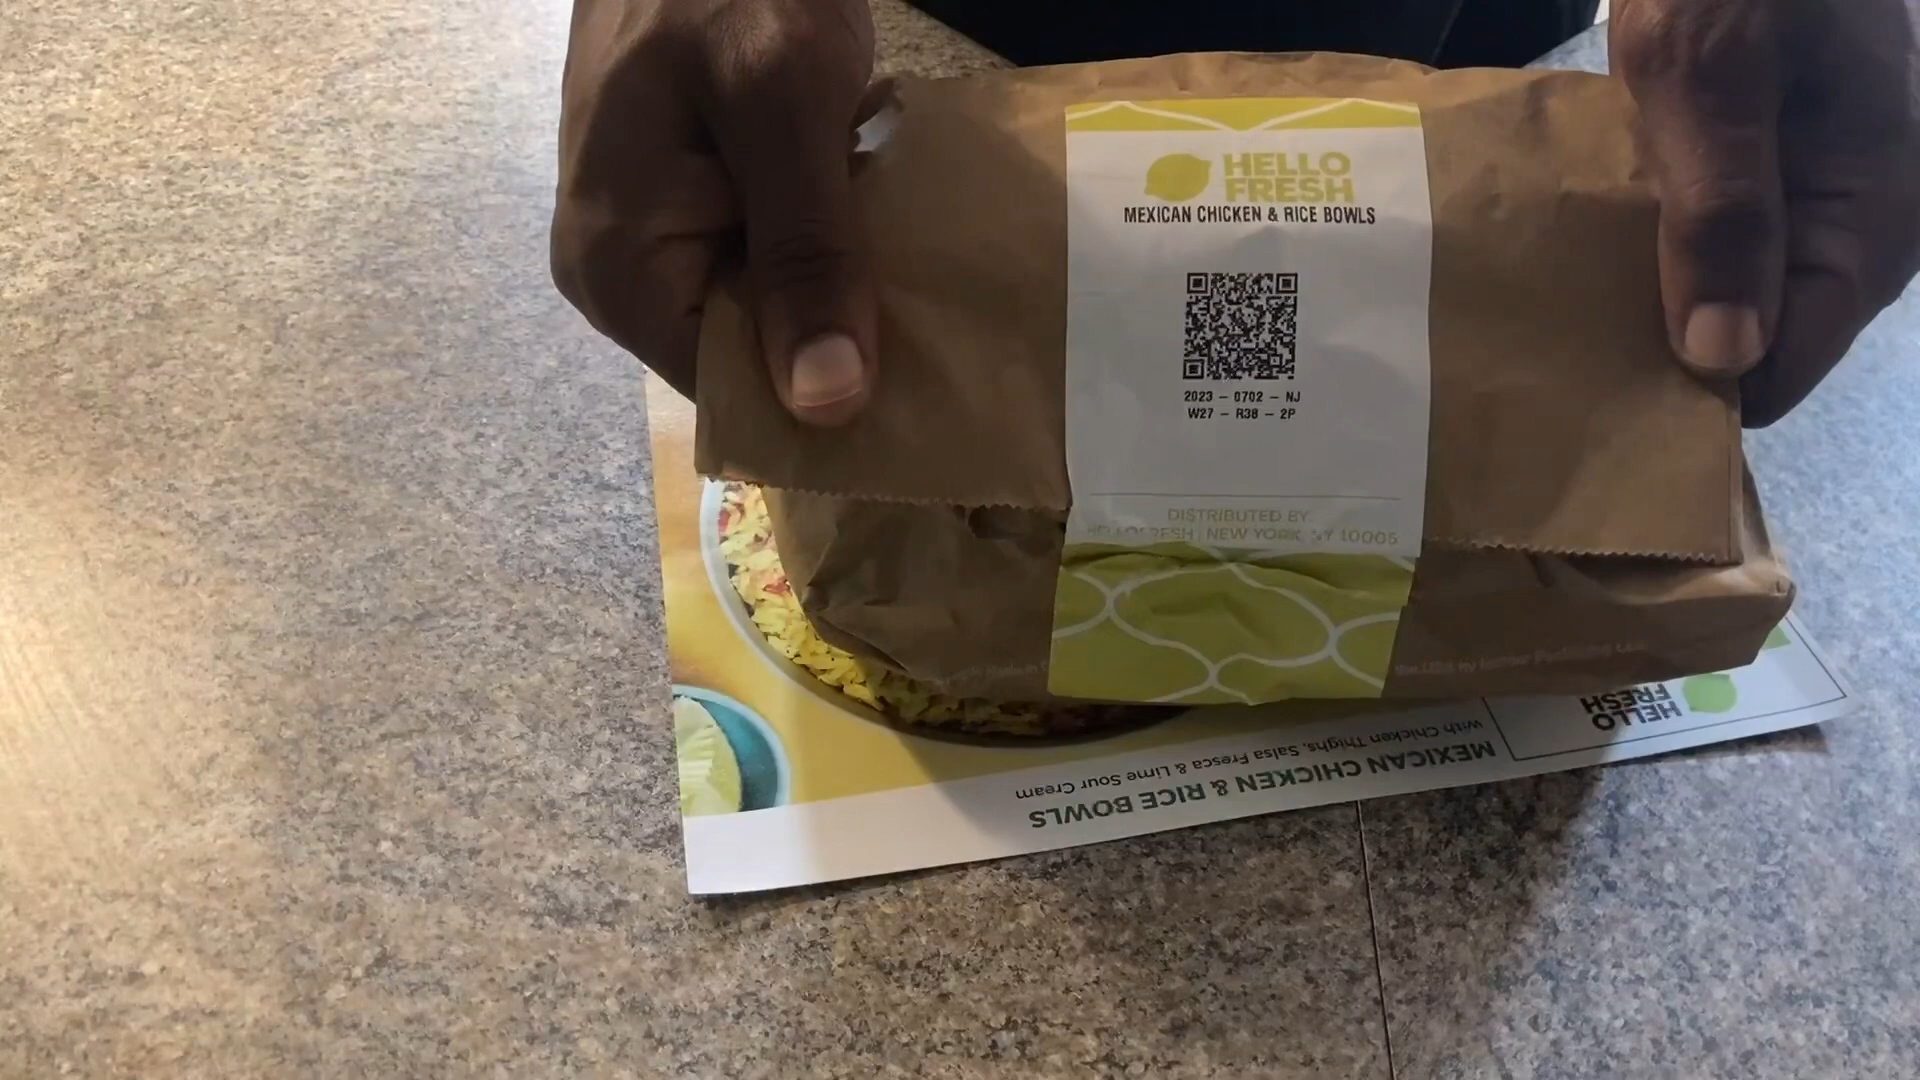 HELLO
FRESH
MEXICAN CHICKEN & RICE BOWLS
2023 - 0702 - NJ
W27 - R38 - 2P
DISTRIBUTED BY:
HELLOFRESH | NEW YORK, NY 10005
HELLO
FRESH
MEXICAN CHICKEN & RICE BOWLS
with Chicken Thighs, Salsa Fresca & Lime Sour Cream